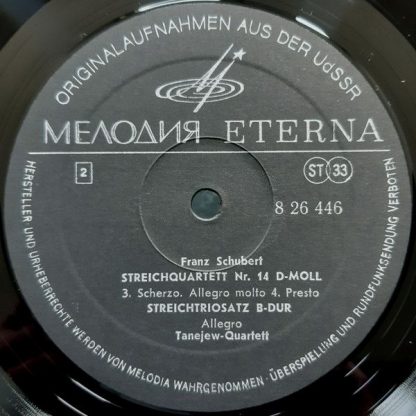 ORIGINALAUFNAHMEN AUS DER UdSSR
МЕЛОДИЯ ETERNA
2
ST 33
8 26 446
Franz Schubert
STREICHQUARTETT Nr. 14 D-MOLL
3. Scherzo. Allegro molto 4. Presto
STREICHTRIOSATZ B-DUR
Allegro
Tanejew-Quartett
HERSTELLER UND URHEBERRECHTE WERDEN VON MELODIA WAHRGENOMMEN · ÜBERSPIELUNG UND RUNDFUNKSENDUNG VERBOTEN